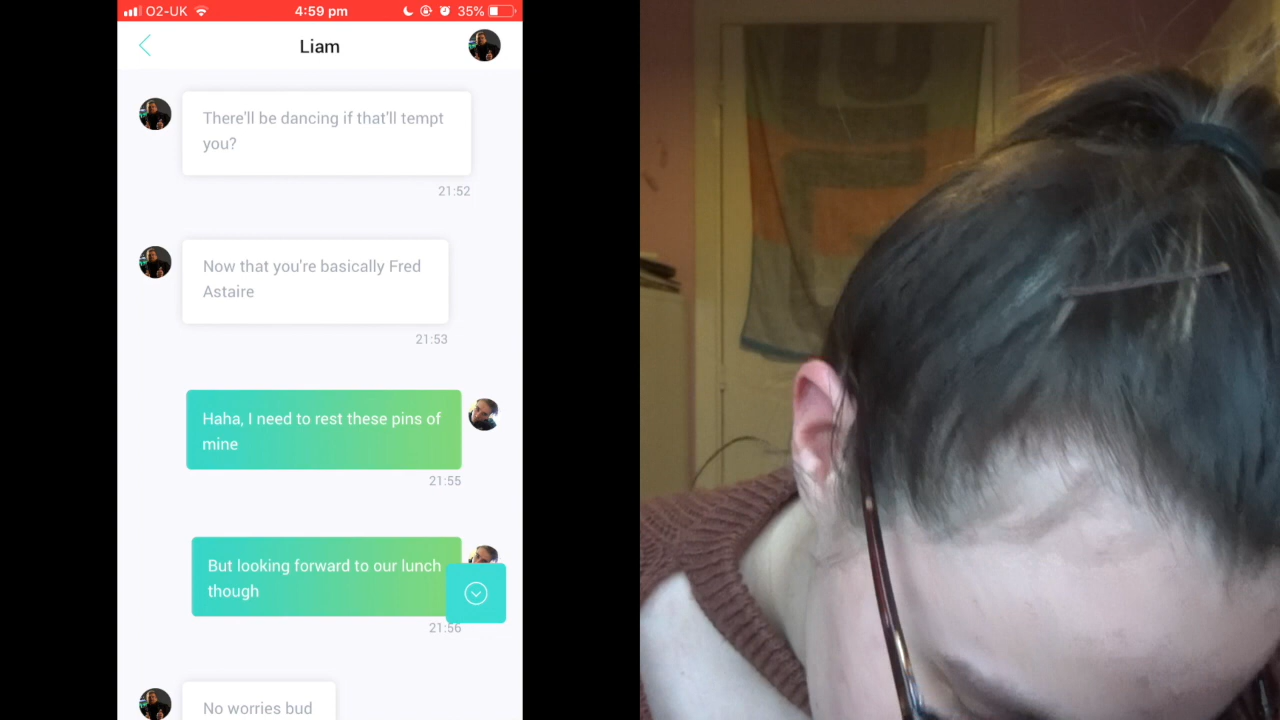 O2-UK 4:59 pm 35%
Liam
There'll be dancing if that'll tempt
you?
21:52
Now that you're basically Fred
Astaire
21:53
Haha, I need to rest these pins of
mine
21:55
But looking forward to our lunch
though
21:56
No worries bud